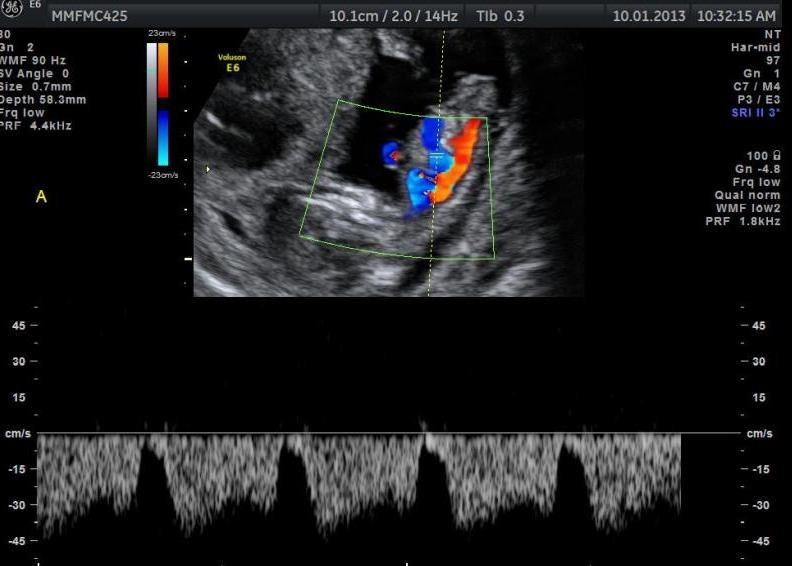 GE E6
MMFMC425 10.1cm / 2.0 / 14Hz TIb 0.3 10.01.2013 10:32:15 AM
Gn 2
WMF 90 Hz
SV Angle 0
Size 0.7mm
Depth 58.3mm
Frq low
PRF 4.4kHz
23cm/s
-23cm/s
A
Voluson
E6
NT
Har-mid
97
Gn 1
C7 / M4
P3 / E3
SRI II 3*
100
Gn -4.8
Frq low
Qual norm
WMF low2
PRF 1.8kHz
45 45
30 30
15 15
cm/s cm/s
-15 -15
-30 -30
-45 -45